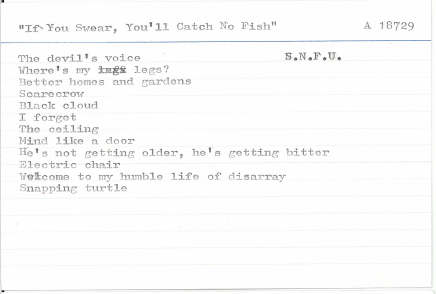 "If You Swear, You'll Catch No Fish" A 18729
The devil's voice S.N.F.U.
Where's my legs?
Better homes and gardens
Scarecrow
Black cloud
I forget
The ceiling
Mind like a door
He's not getting older, he's getting bitter
Electric chair
Welcome to my humble life of disarray
Snapping turtle